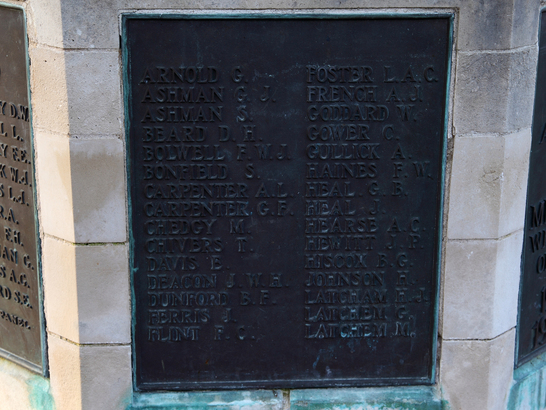 ARNOLD G.
ASHMAN G. J.
ASHMAN S.
BEARD D. H.
BOLWELL F. W. J.
BONFIELD S.
CARPENTER A. L.
CARPENTER G. F.
CHEDGY M.
CHIVERS T.
DAVIS E.
DEACON J. W. H.
DUNFORD B. F.
FERRIS J.
FLINT F. C.
FOSTER L. A. C.
FRENCH A. J.
GODDARD W.
GOWER C.
GULLICK A.
HAINES F. W.
HEAL G. B.
HEAL J.
HEARSE A. C.
HEWITT J. P.
HISCOX B. G.
JOHNSON F.
LATCHAM
LATCHEM G.
LATCHEM M.